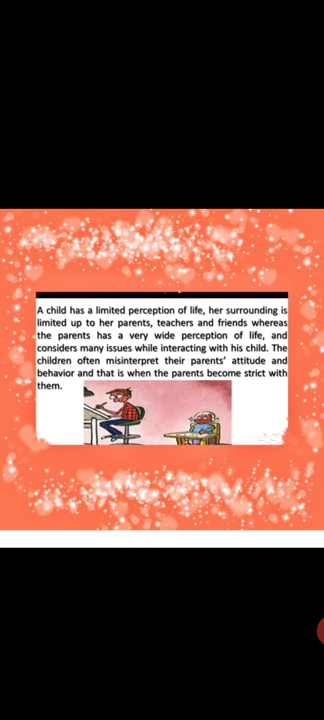 A child has a limited perception of life, her surrounding is
limited up to her parents, teachers and friends whereas
the parents has a very wide perception of life, and
considers many issues while interacting with his child. The
children often misinterpret their parents' attitude and
behavior and that is when the parents become strict with
them.